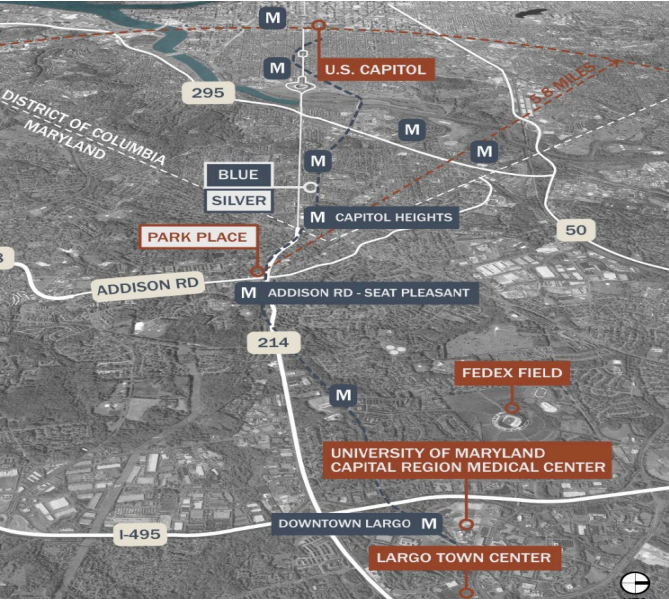 M
M
U.S. CAPITOL
295
5.8 MILES
M
DISTRICT OF COLUMBIA
MARYLAND
M
M
BLUE
SILVER
M CAPITOL HEIGHTS
PARK PLACE
50
ADDISON RD
M ADDISON RD - SEAT PLEASANT
214
FEDEX FIELD
M
UNIVERSITY OF MARYLAND
CAPITAL REGION MEDICAL CENTER
DOWNTOWN LARGO M
I-495
LARGO TOWN CENTER